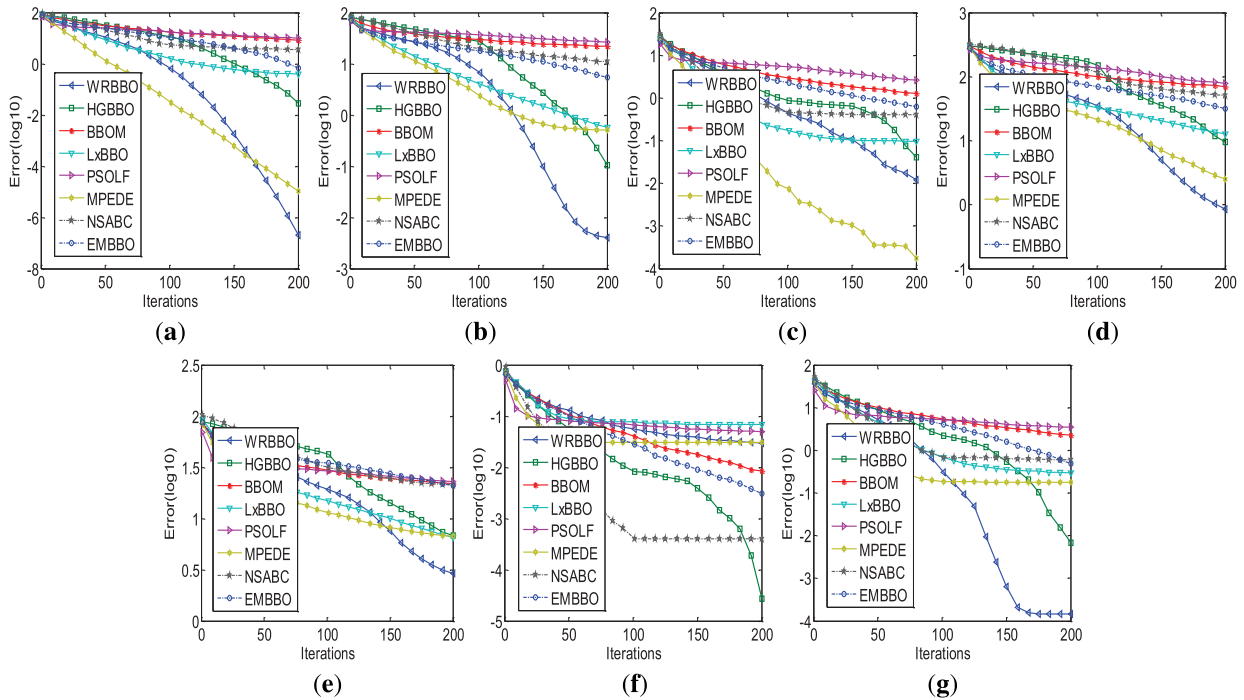 2
0
-2
-4
-6
-8
0 50 100 150 200
Error(log10)
Iterations
WRBBO
HGBBO
BBOM
LxBBO
PSOLF
MPEDE
NSABC
EMBBO
(a)
2
1
0
-1
-2
-3
0 50 100 150 200
Error(log10)
Iterations
WRBBO
HGBBO
BBOM
LxBBO
PSOLF
MPEDE
NSABC
EMBBO
(b)
2
1
0
-1
-2
-3
-4
0 50 100 150 200
Error(log10)
Iterations
WRBBO
HGBBO
BBOM
LxBBO
PSOLF
MPEDE
NSABC
EMBBO
(c)
3
2
1
0
-1
0 50 100 150 200
Error(log10)
Iterations
WRBBO
HGBBO
BBOM
LxBBO
PSOLF
MPEDE
NSABC
EMBBO
(d)
2.5
2
1.5
1
0.5
0
0 50 100 150 200
Error(log10)
Iterations
WRBBO
HGBBO
BBOM
LxBBO
PSOLF
MPEDE
NSABC
EMBBO
(e)
0
-1
-2
-3
-4
-5
0 50 100 150 200
Error(log10)
Iterations
WRBBO
HGBBO
BBOM
LxBBO
PSOLF
MPEDE
NSABC
EMBBO
(f)
2
1
0
-1
-2
-3
-4
0 50 100 150 200
Error(log10)
Iterations
WRBBO
HGBBO
BBOM
LxBBO
PSOLF
MPEDE
NSABC
EMBBO
(g)